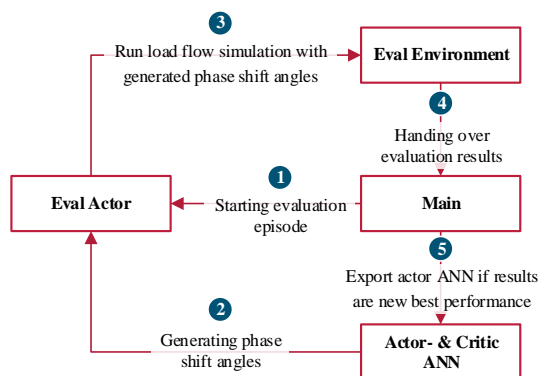 3
Run load flow simulation with
generated phase shift angles
Eval Environment
4
Handing over
evaluation results
1
Eval Actor
Starting evaluation
episode
Main
5
Export actor ANN if results
are new best performance
2
Generating phase
shift angles
Actor- & Critic
ANN